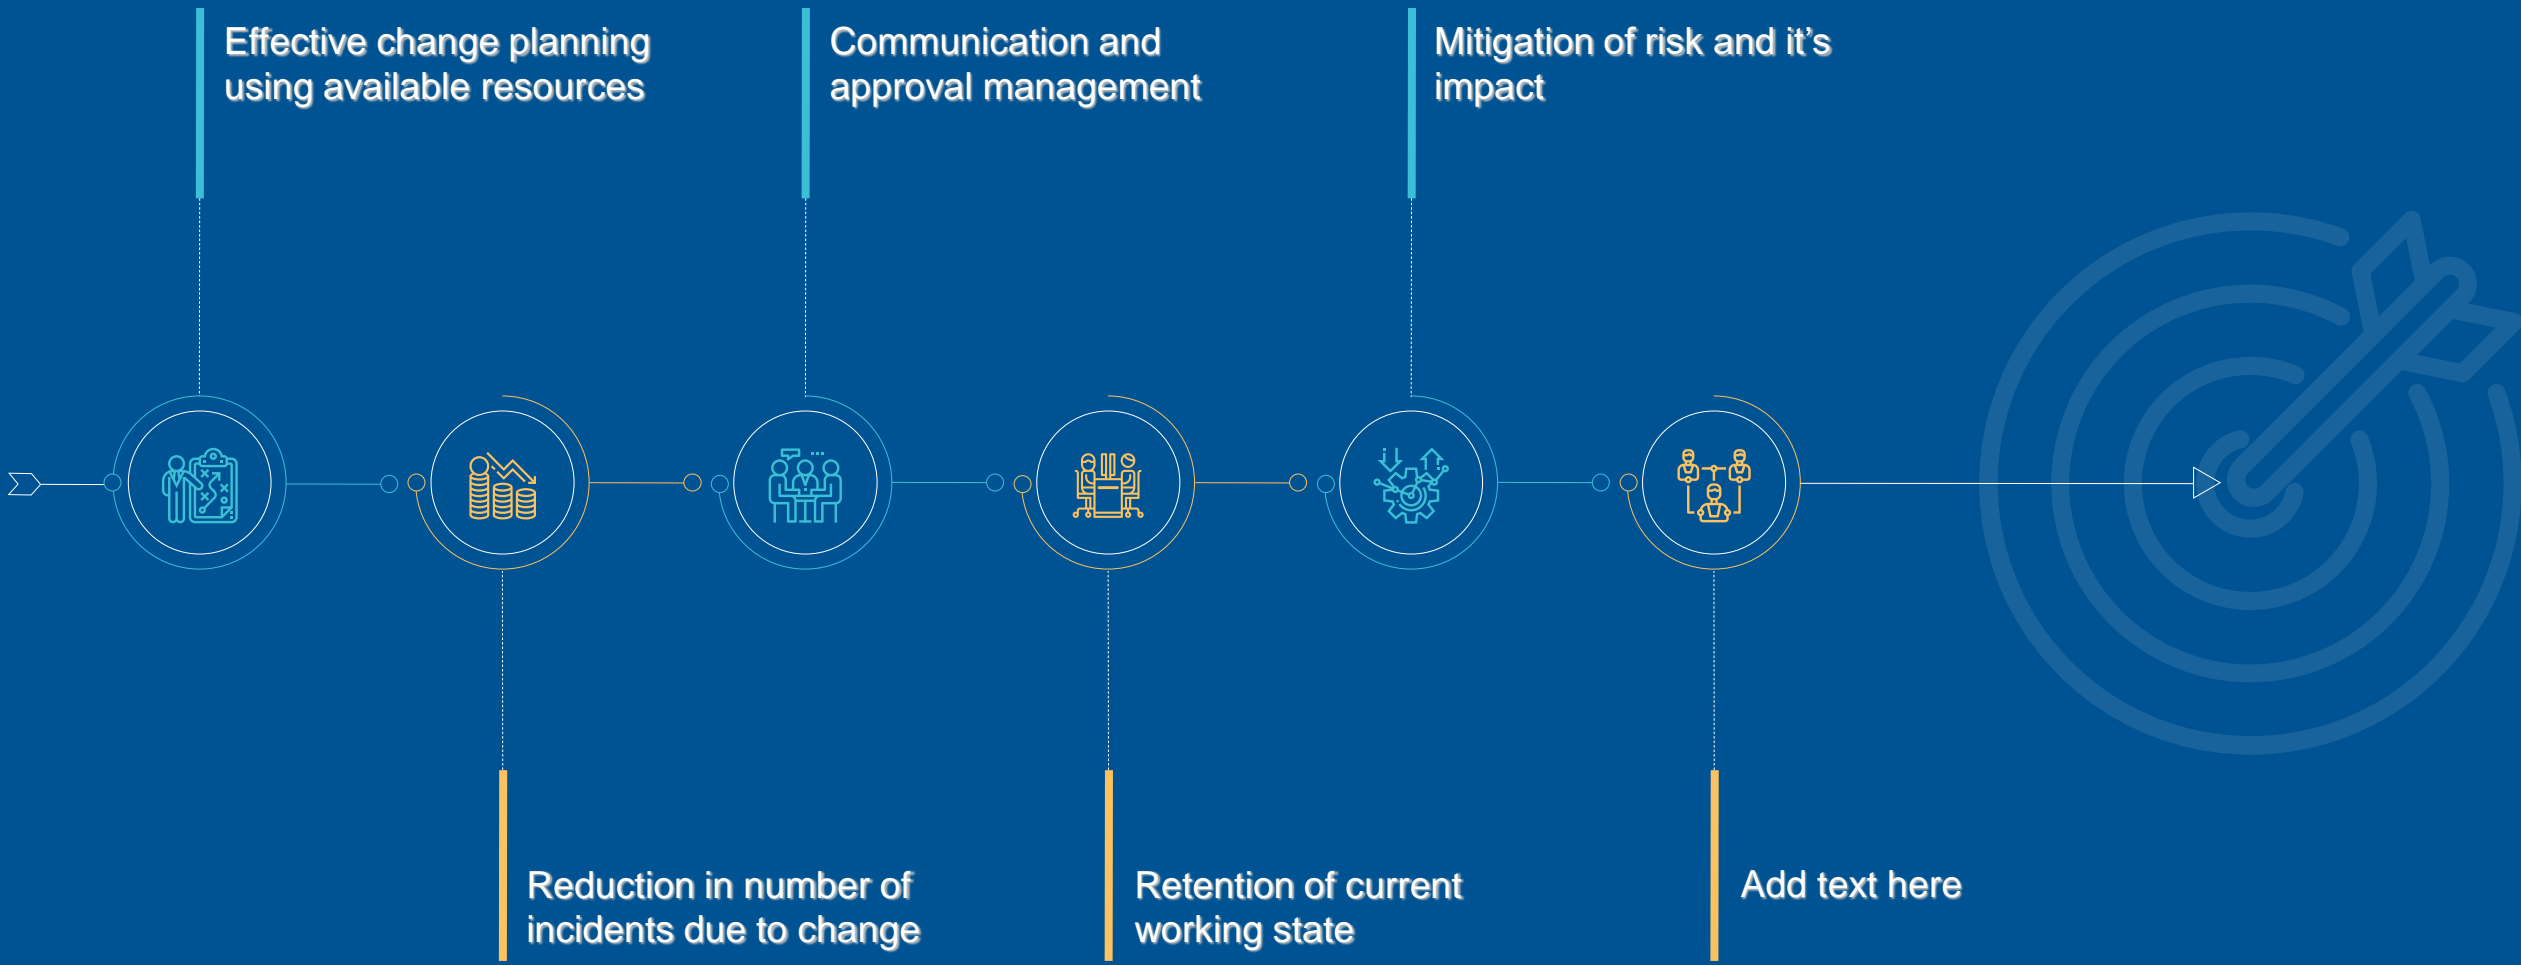 Effective change planning
using available resources
Communication and
approval management
Mitigation of risk and it’s
impact
Reduction in number of
incidents due to change
Retention of current
working state
Add text here